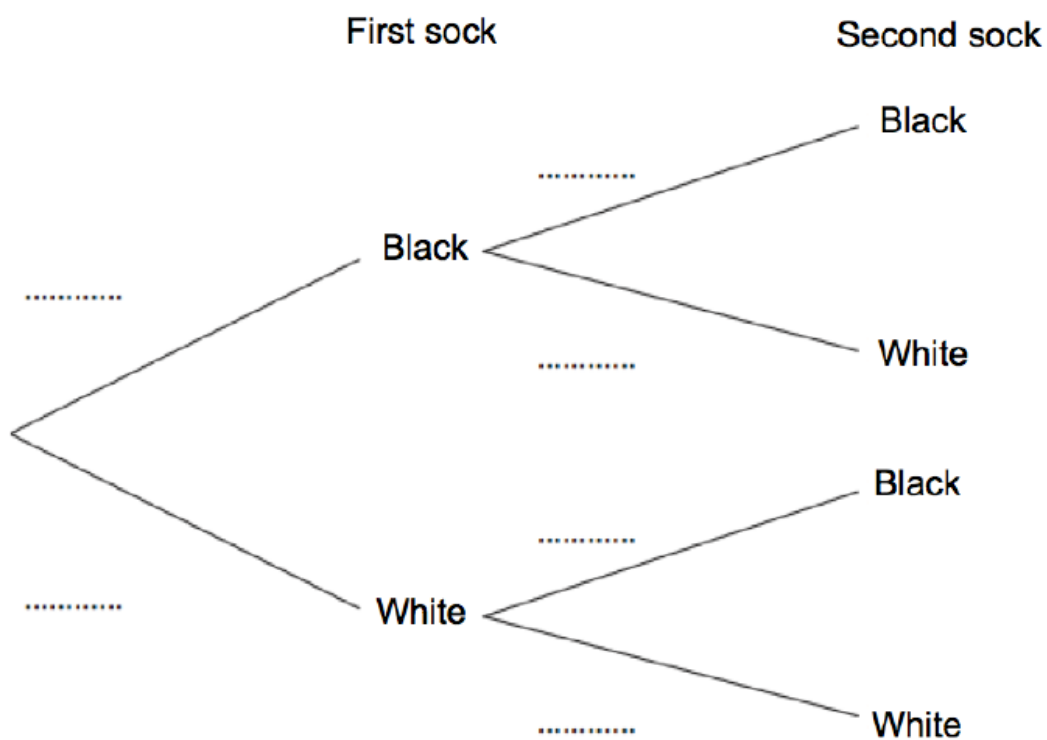 First sock
Second sock
Black
............
Black
............
White
............
Black
............
............
White
White
............